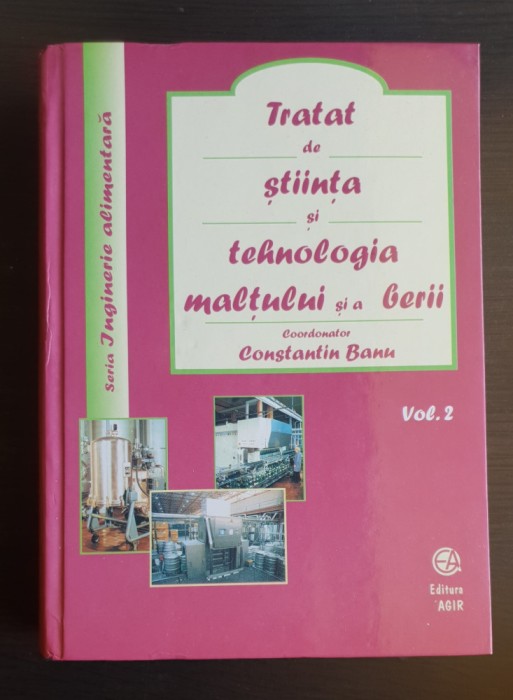 Seria Inginerie alimentară
Tratat
de
știința
și
tehnologia
malțului și a berii
Coordonator
Constantin Banu
Vol. 2
Editura
AGIR